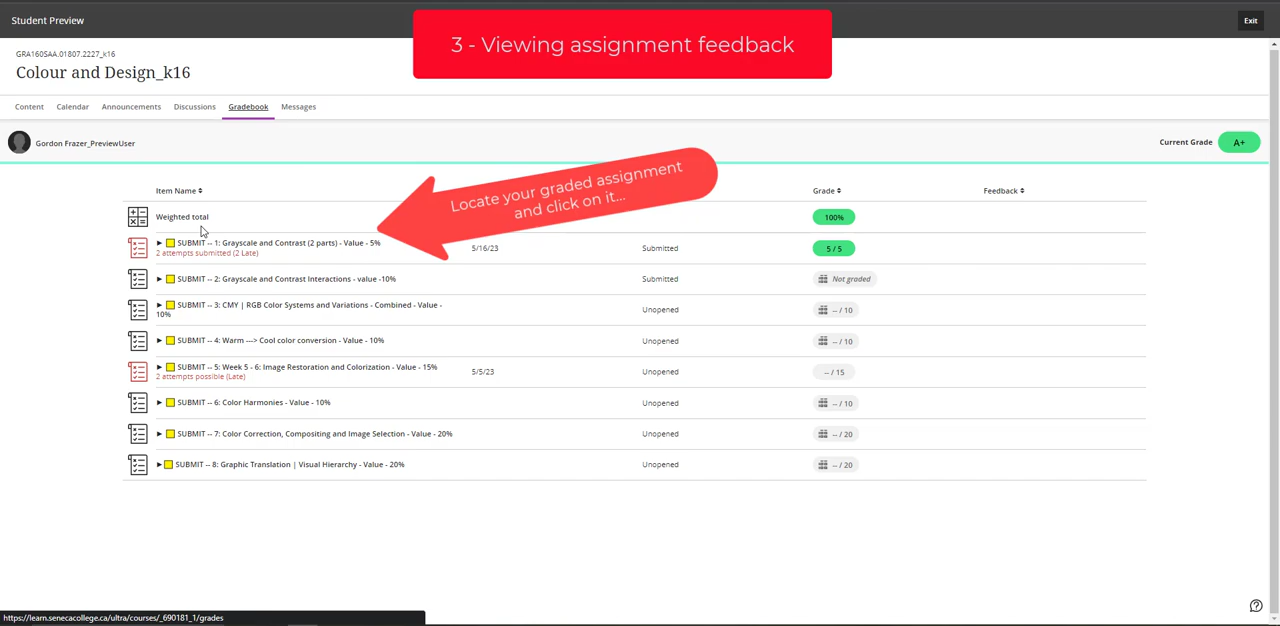 Student Preview
Exit
3 - Viewing assignment feedback
GRA160SAA.01807.2227_k16
Colour and Design_k16
Content Calendar Announcements Discussions Gradebook Messages
Gordon Frazer_PreviewUser
Current Grade A+
Locate your graded assignment
and click on it...
Item Name Grade Feedback
Weighted total 100%
SUBMIT -- 1: Grayscale and Contrast (2 parts) - Value - 5% 5/16/23 Submitted 5 / 5
2 attempts submitted (2 Late)
SUBMIT -- 2: Grayscale and Contrast Interactions - value -10% Submitted Not graded
SUBMIT -- 3: CMY | RGB Color Systems and Variations - Combined - Value -
10% Unopened -- / 10
SUBMIT -- 4: Warm ---> Cool color conversion - Value - 10% Unopened -- / 10
SUBMIT -- 5: Week 5 - 6: Image Restoration and Colorization - Value - 15% 5/5/23 Unopened -- / 15
2 attempts possible (Late)
SUBMIT -- 6: Color Harmonies - Value - 10% Unopened -- / 10
SUBMIT -- 7: Color Correction, Compositing and Image Selection - Value - 20% Unopened -- / 20
SUBMIT -- 8: Graphic Translation | Visual Hierarchy - Value - 20% Unopened -- / 20
https://learn.senecacollege.ca/ultra/courses/_690181_1/grades